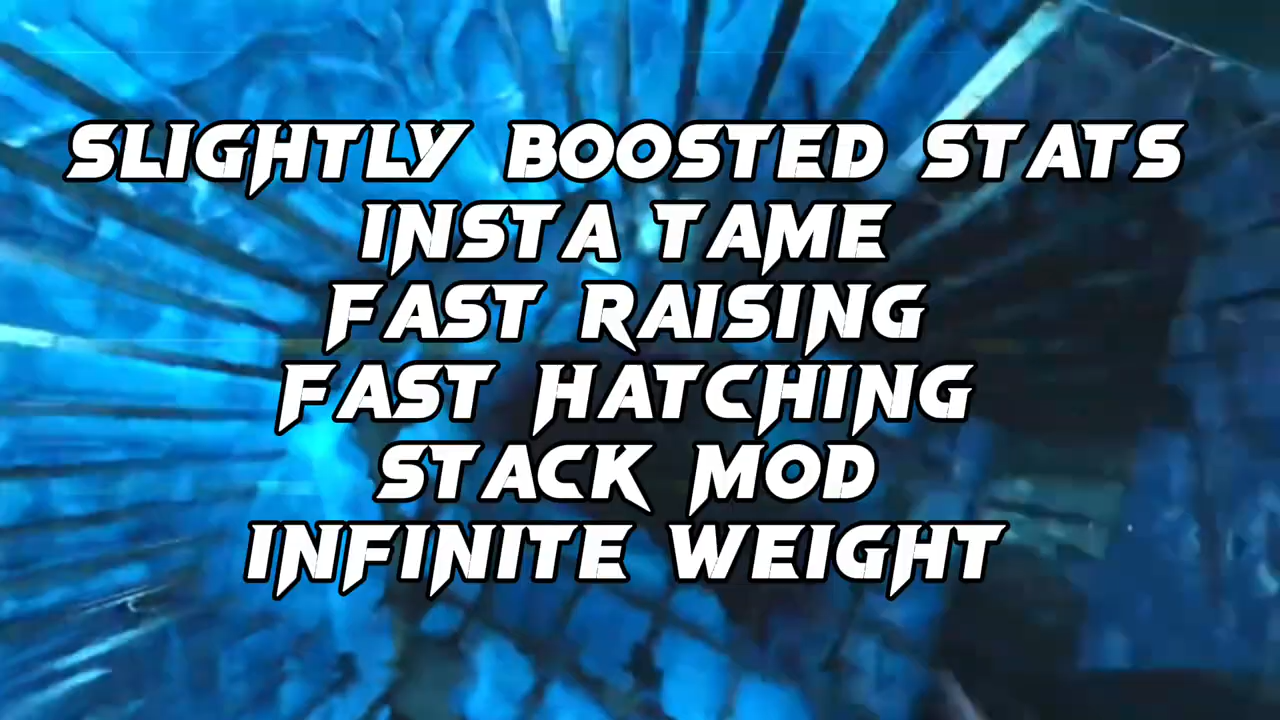 SLIGHTLY BOOSTED STATS
INSTA TAME
FAST RAISING
FAST HATCHING
STACK MOD
INFINITE WEIGHT